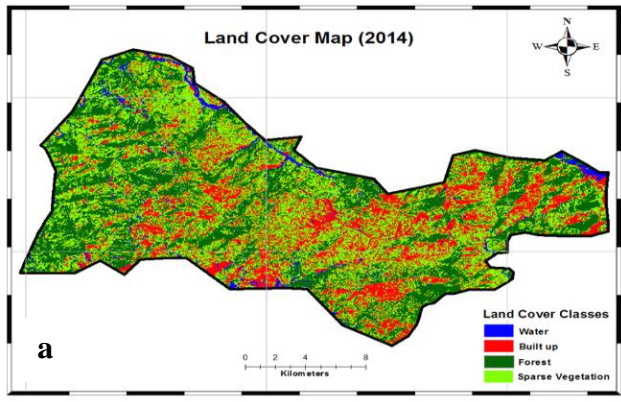 Land Cover Map (2014)
N
W E
S
a
0 2 4 8
Kilometers
Land Cover Classes
Water
Built up
Forest
Sparse Vegetation